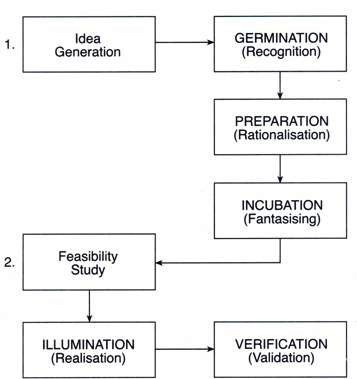 1.
Idea
Generation
GERMINATION
(Recognition)
PREPARATION
(Rationalisation)
INCUBATION
(Fantasising)
2.
Feasibility
Study
ILLUMINATION
(Realisation)
VERIFICATION
(Validation)